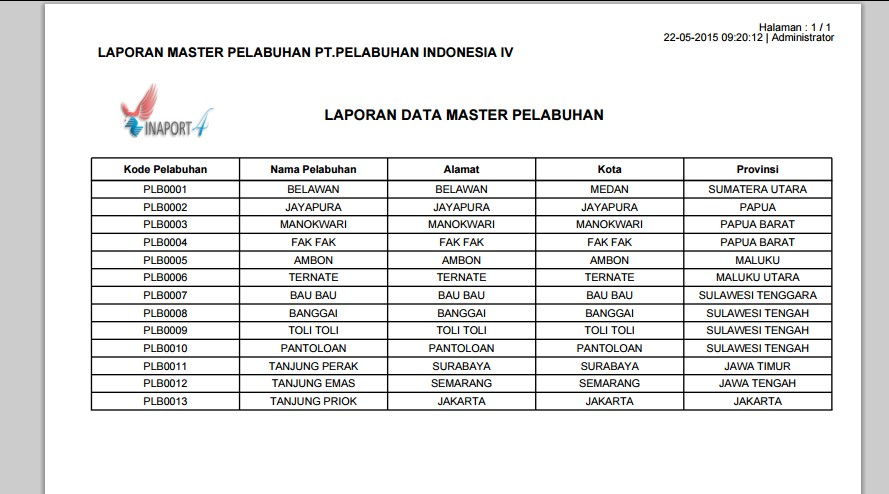 Halaman : 1 / 1
22-05-2015 09:20:12 | Administrator
LAPORAN MASTER PELABUHAN PT.PELABUHAN INDONESIA IV
INAPORT 4
LAPORAN DATA MASTER PELABUHAN
Kode Pelabuhan Nama Pelabuhan Alamat Kota Provinsi
PLB0001 BELAWAN BELAWAN MEDAN SUMATERA UTARA
PLB0002 JAYAPURA JAYAPURA JAYAPURA PAPUA
PLB0003 MANOKWARI MANOKWARI MANOKWARI PAPUA BARAT
PLB0004 FAK FAK FAK FAK FAK FAK PAPUA BARAT
PLB0005 AMBON AMBON AMBON MALUKU
PLB0006 TERNATE TERNATE TERNATE MALUKU UTARA
PLB0007 BAU BAU BAU BAU BAU BAU SULAWESI TENGGARA
PLB0008 BANGGAI BANGGAI BANGGAI SULAWESI TENGAH
PLB0009 TOLI TOLI TOLI TOLI TOLI TOLI SULAWESI TENGAH
PLB0010 PANTOLOAN PANTOLOAN PANTOLOAN SULAWESI TENGAH
PLB0011 TANJUNG PERAK SURABAYA SURABAYA JAWA TIMUR
PLB0012 TANJUNG EMAS SEMARANG SEMARANG JAWA TENGAH
PLB0013 TANJUNG PRIOK JAKARTA JAKARTA JAKARTA